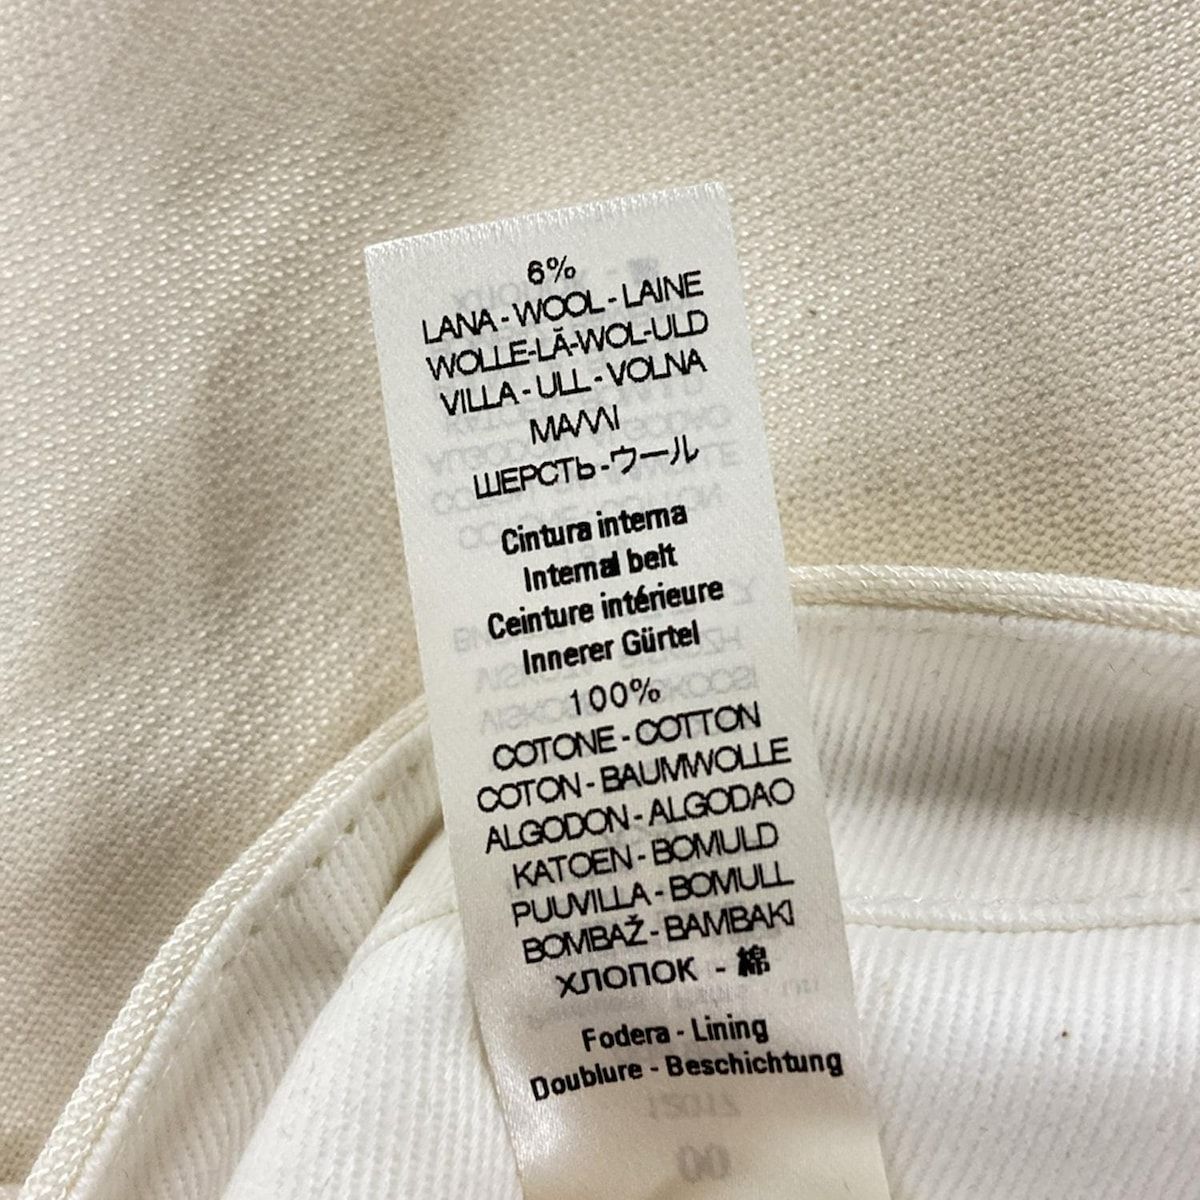 6%
LANA - WOOL - LAINE
WOLLE-LÃ-WOL-ULD
VILLA - ULL - VOLNA
ΜΑΛΛΙ
ШЕРСТЬ - ウール
Cintura interna
Internal belt
Ceinture intérieure
Innerer Gürtel
100%
COTONE - COTTON
COTON - BAUMWOLLE
ALGODON - ALGODAO
KATOEN - BOMULD
PUUVILLA - BOMULL
BOMBAŽ - BAMBAKI
ХЛОПОК - 綿
Fodera - Lining
Doublure - Beschichtung